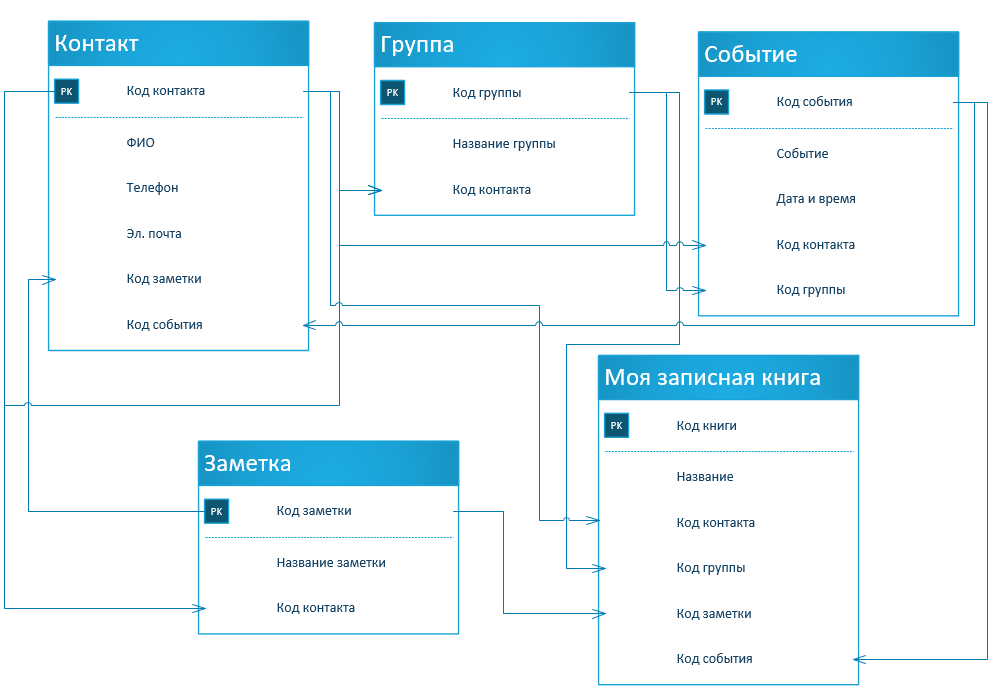 Контакт
PK
Код контакта
ФИО
Телефон
Эл. почта
Код заметки
Код события
Группа
PK
Код группы
Название группы
Код контакта
Событие
PK
Код события
Событие
Дата и время
Код контакта
Код группы
Заметка
PK
Код заметки
Название заметки
Код контакта
Моя записная книга
PK
Код книги
Название
Код контакта
Код группы
Код заметки
Код события